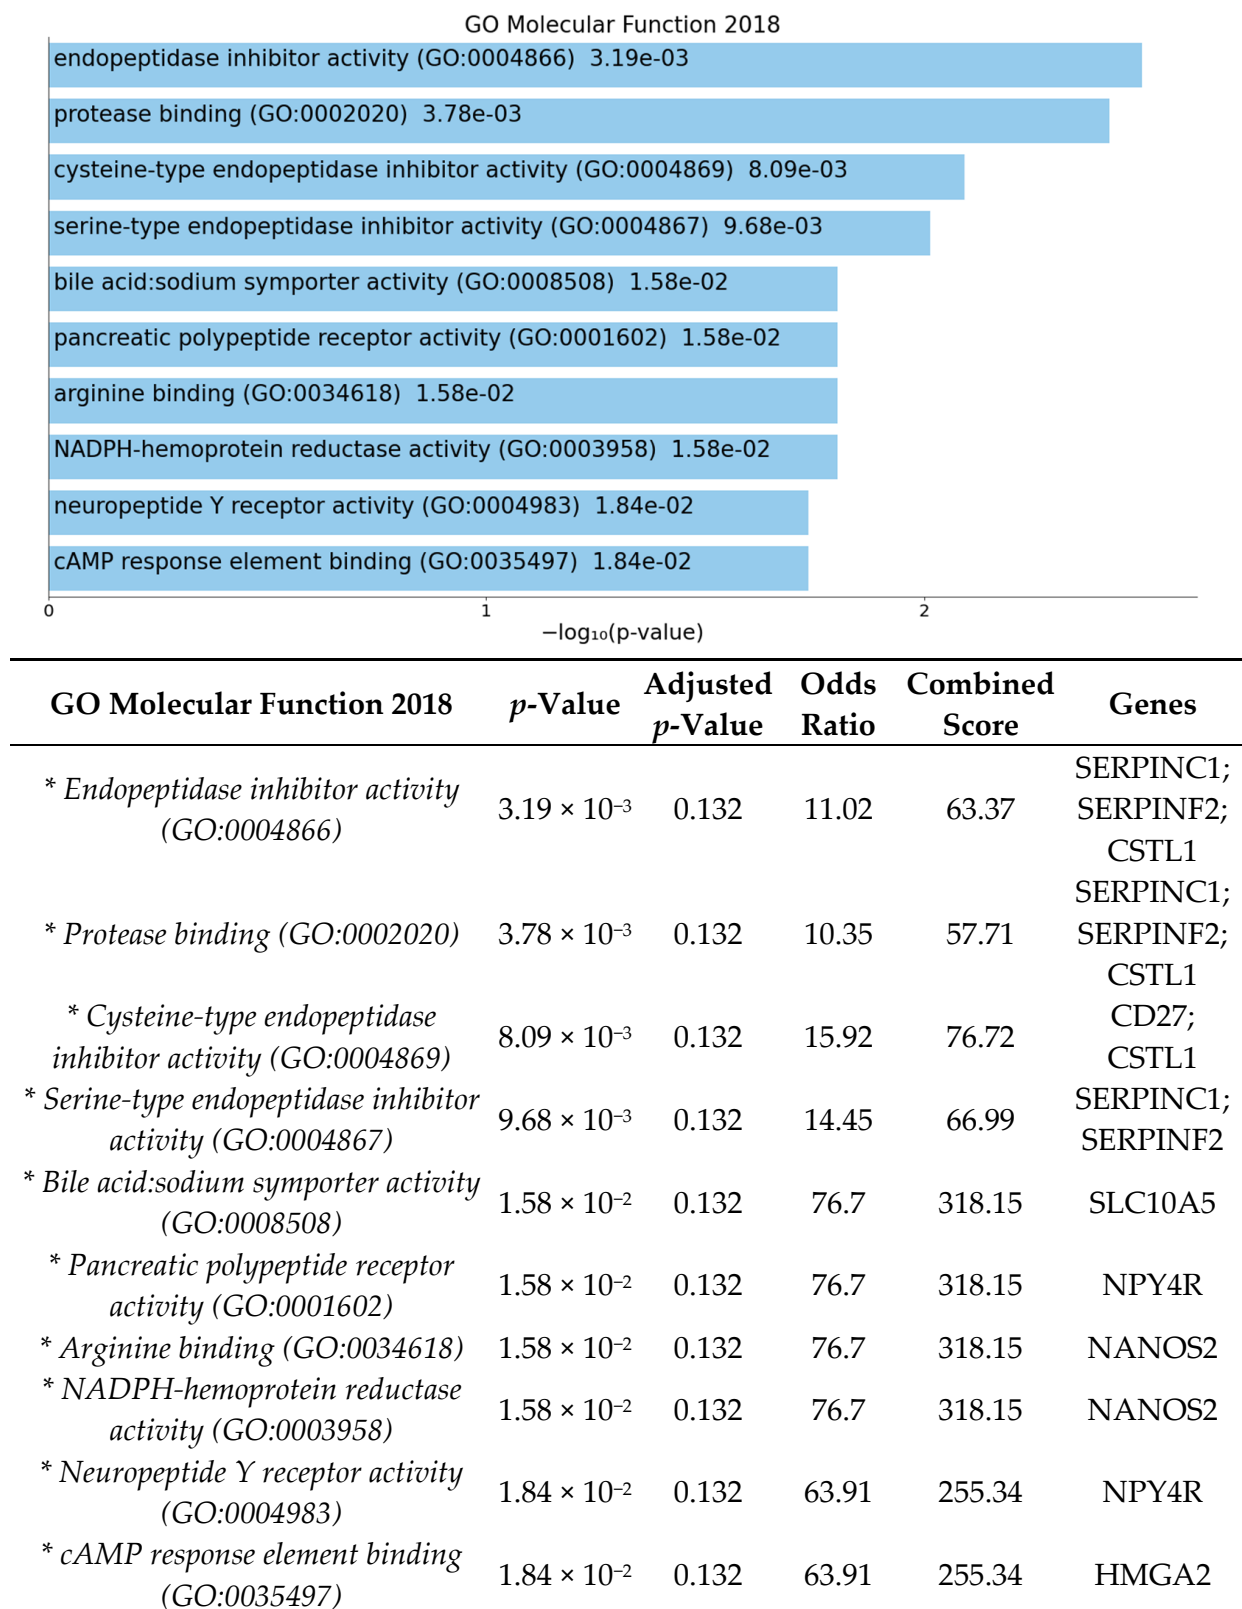 GO Molecular Function 2018
endopeptidase inhibitor activity (GO:0004866) 3.19e-03
protease binding (GO:0002020) 3.78e-03
cysteine-type endopeptidase inhibitor activity (GO:0004869) 8.09e-03
serine-type endopeptidase inhibitor activity (GO:0004867) 9.68e-03
bile acid:sodium symporter activity (GO:0008508) 1.58e-02
pancreatic polypeptide receptor activity (GO:0001602) 1.58e-02
arginine binding (GO:0034618) 1.58e-02
NADPH-hemoprotein reductase activity (GO:0003958) 1.58e-02
neuropeptide Y receptor activity (GO:0004983) 1.84e-02
cAMP response element binding (GO:0035497) 1.84e-02
0 1 2
−log₁₀(p-value)
GO Molecular Function 2018 p-Value Adjusted p-Value Odds Ratio Combined Score Genes
* Endopeptidase inhibitor activity (GO:0004866) 3.19 × 10⁻³ 0.132 11.02 63.37 SERPINC1; SERPINF2; CSTL1
* Protease binding (GO:0002020) 3.78 × 10⁻³ 0.132 10.35 57.71 SERPINC1; SERPINF2; CSTL1
* Cysteine-type endopeptidase inhibitor activity (GO:0004869) 8.09 × 10⁻³ 0.132 15.92 76.72 CD27; CSTL1
* Serine-type endopeptidase inhibitor activity (GO:0004867) 9.68 × 10⁻³ 0.132 14.45 66.99 SERPINC1; SERPINF2
* Bile acid:sodium symporter activity (GO:0008508) 1.58 × 10⁻² 0.132 76.7 318.15 SLC10A5
* Pancreatic polypeptide receptor activity (GO:0001602) 1.58 × 10⁻² 0.132 76.7 318.15 NPY4R
* Arginine binding (GO:0034618) 1.58 × 10⁻² 0.132 76.7 318.15 NANOS2
* NADPH-hemoprotein reductase activity (GO:0003958) 1.58 × 10⁻² 0.132 76.7 318.15 NANOS2
* Neuropeptide Y receptor activity (GO:0004983) 1.84 × 10⁻² 0.132 63.91 255.34 NPY4R
* cAMP response element binding (GO:0035497) 1.84 × 10⁻² 0.132 63.91 255.34 HMGA2